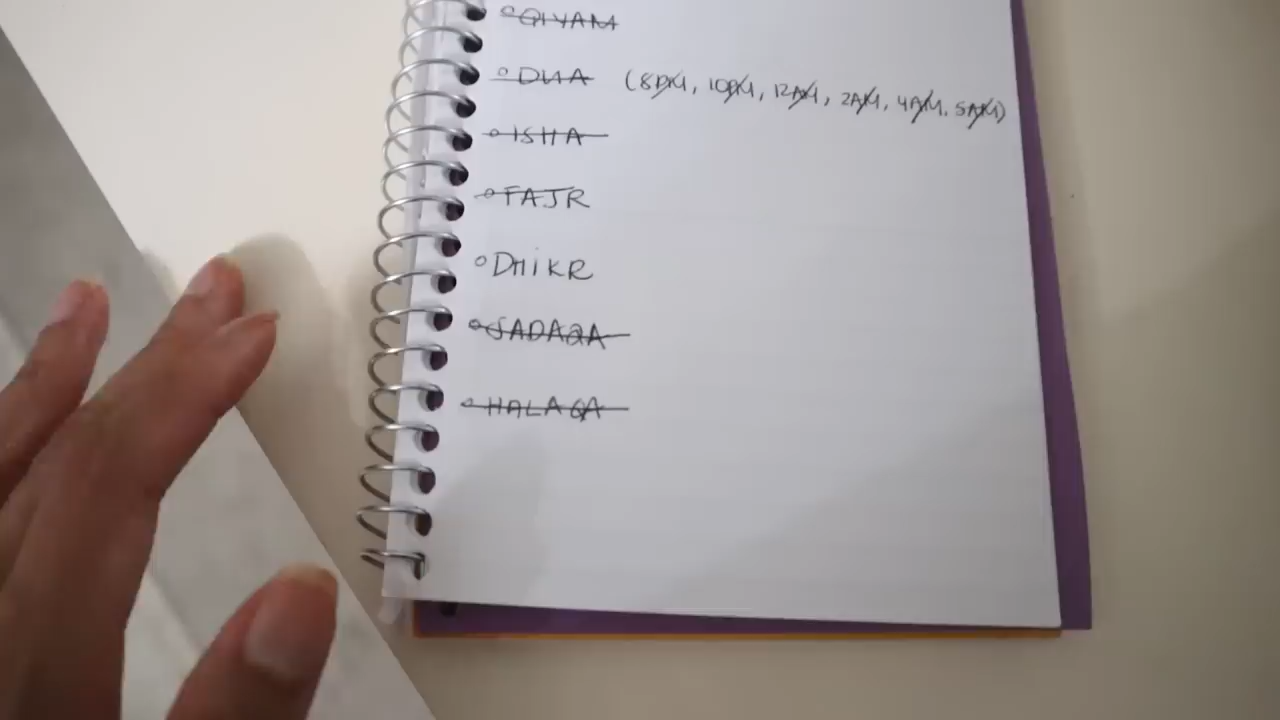 QIYAM
DUA (8PM, 10PM, 12AM, 2AM, 4AM, 5AM)
ISHA
FAJR
DHIKR
SADAQA
HALAQA